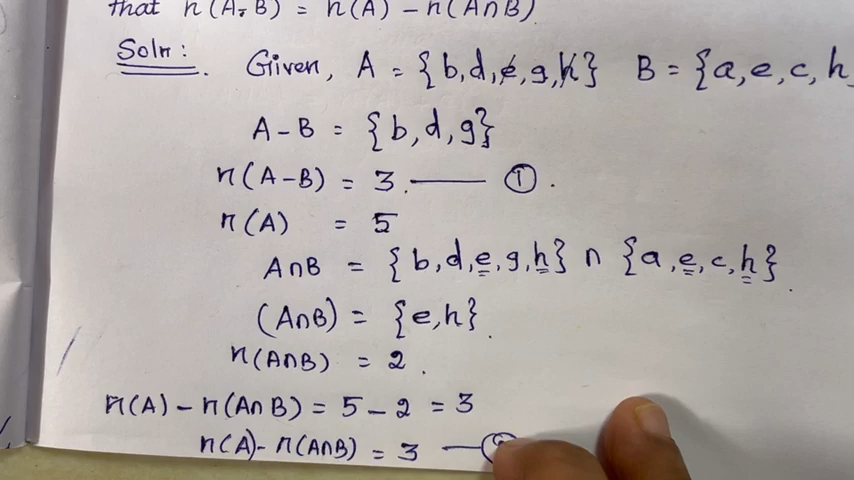 that n(A-B) = n(A) - n(A∩B)
Soln:
Given, A = {b,d,e,g,h} B = {a,e,c,h
A-B = {b,d,g}
n(A-B) = 3. —— ①.
n(A) = 5
A∩B = {b,d,e,g,h} ∩ {a,e,c,h}.
(A∩B) = {e,h}.
n(A∩B) = 2.
n(A) - n(A∩B) = 5 - 2 = 3
n(A) - n(A∩B) = 3 —